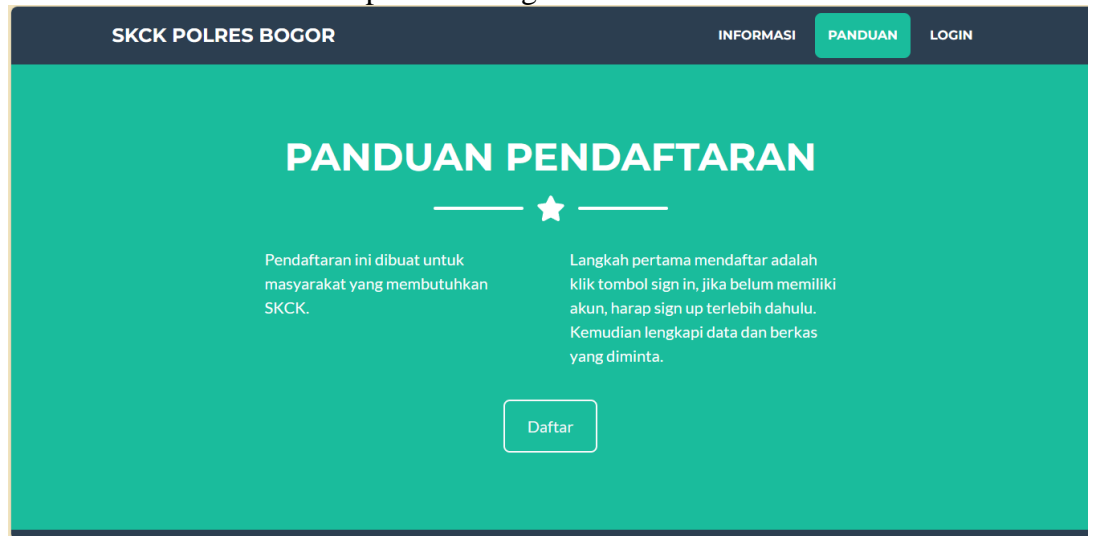 SKCK POLRES BOGOR
INFORMASI PANDUAN LOGIN
PANDUAN PENDAFTARAN
Pendaftaran ini dibuat untuk
masyarakat yang membutuhkan
SKCK.
Langkah pertama mendaftar adalah
klik tombol sign in, jika belum memiliki
akun, harap sign up terlebih dahulu.
Kemudian lengkapi data dan berkas
yang diminta.
Daftar